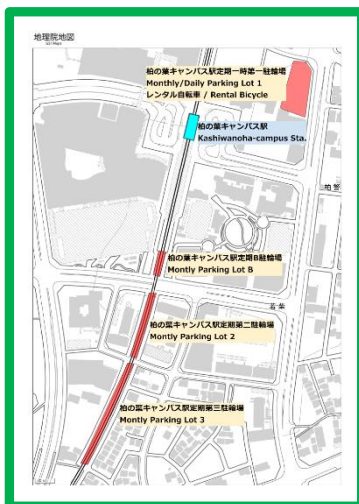 地理院地図
GSI Maps
柏の葉キャンパス駅定期一時第一駐輪場
Monthly/Daily Parking Lot 1
レンタル自転車 / Rental Bicycle
柏の葉キャンパス駅
Kashiwanoha-campus Sta.
柏の葉キャンパス駅定期B駐輪場
Montly Parking Lot B
若葉
柏の葉キャンパス駅定期第二駐輪場
Montly Parking Lot 2
柏の葉キャンパス駅定期第三駐輪場
Montly Parking Lot 3